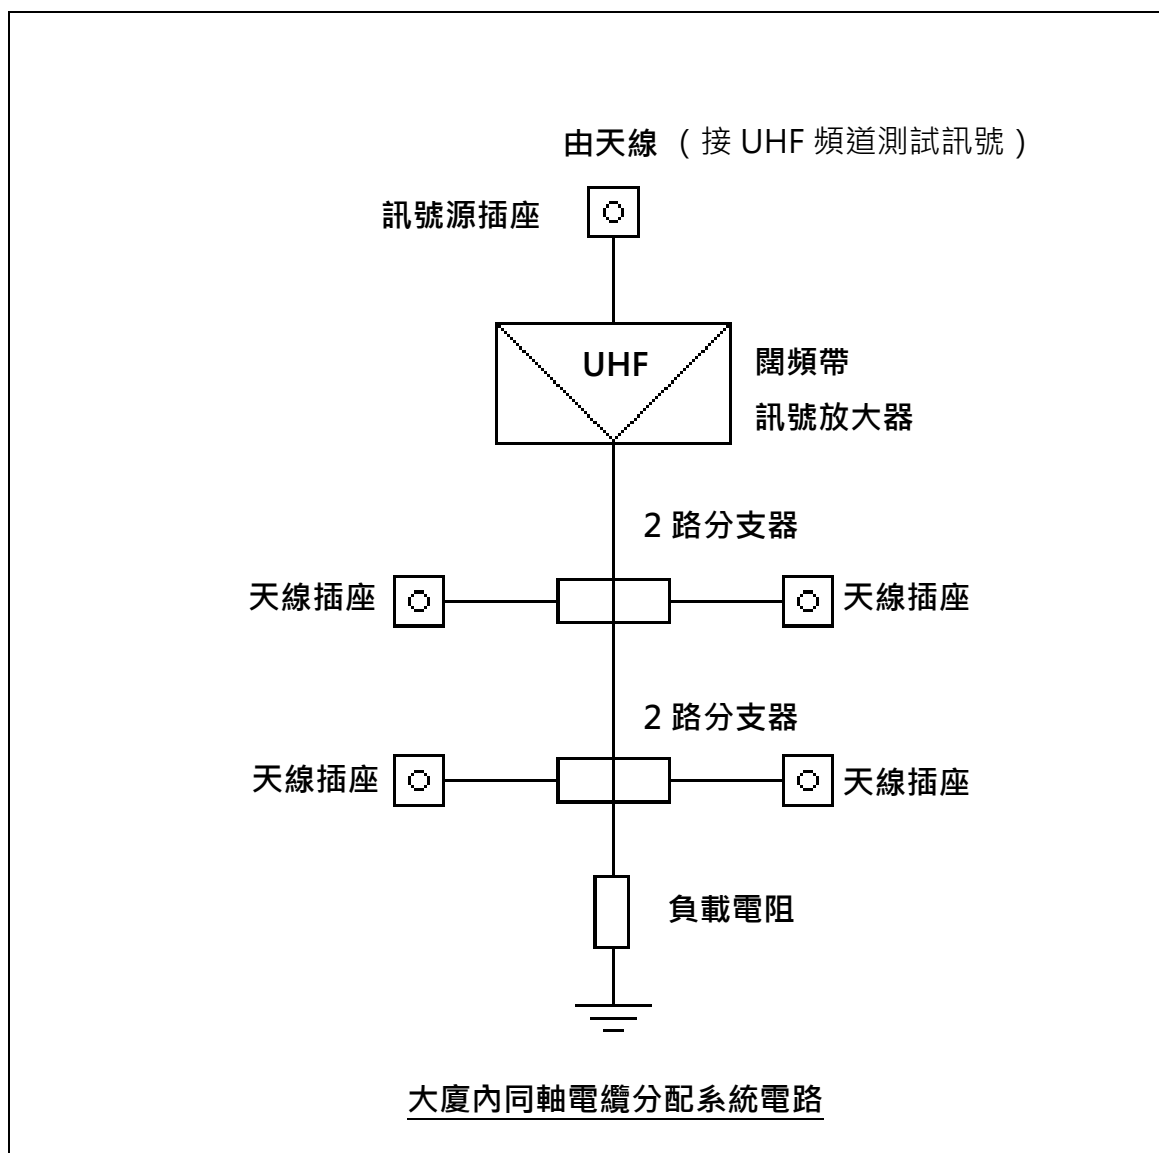 由天線 （接 UHF 頻道測試訊號）
訊號源插座
UHF
闊頻帶
訊號放大器
2 路分支器
天線插座
天線插座
2 路分支器
天線插座
天線插座
負載電阻
大廈內同軸電纜分配系統電路